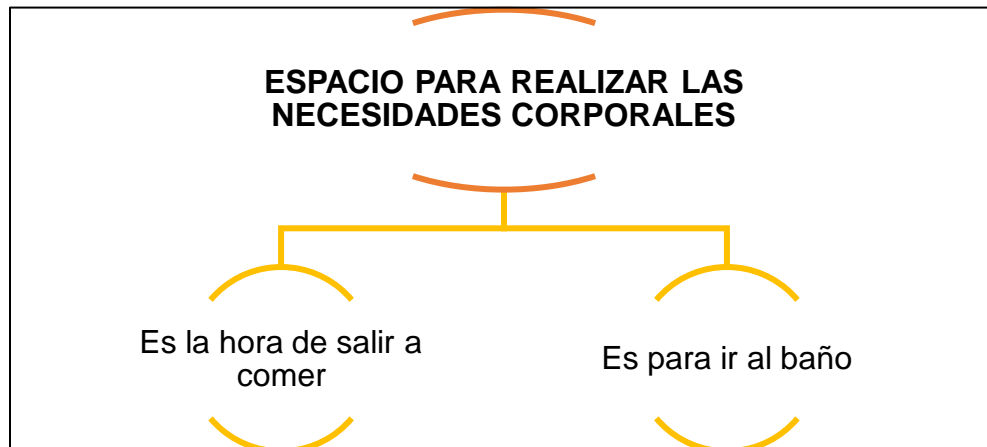 ESPACIO PARA REALIZAR LAS
NECESIDADES CORPORALES
Es la hora de salir a
comer
Es para ir al baño